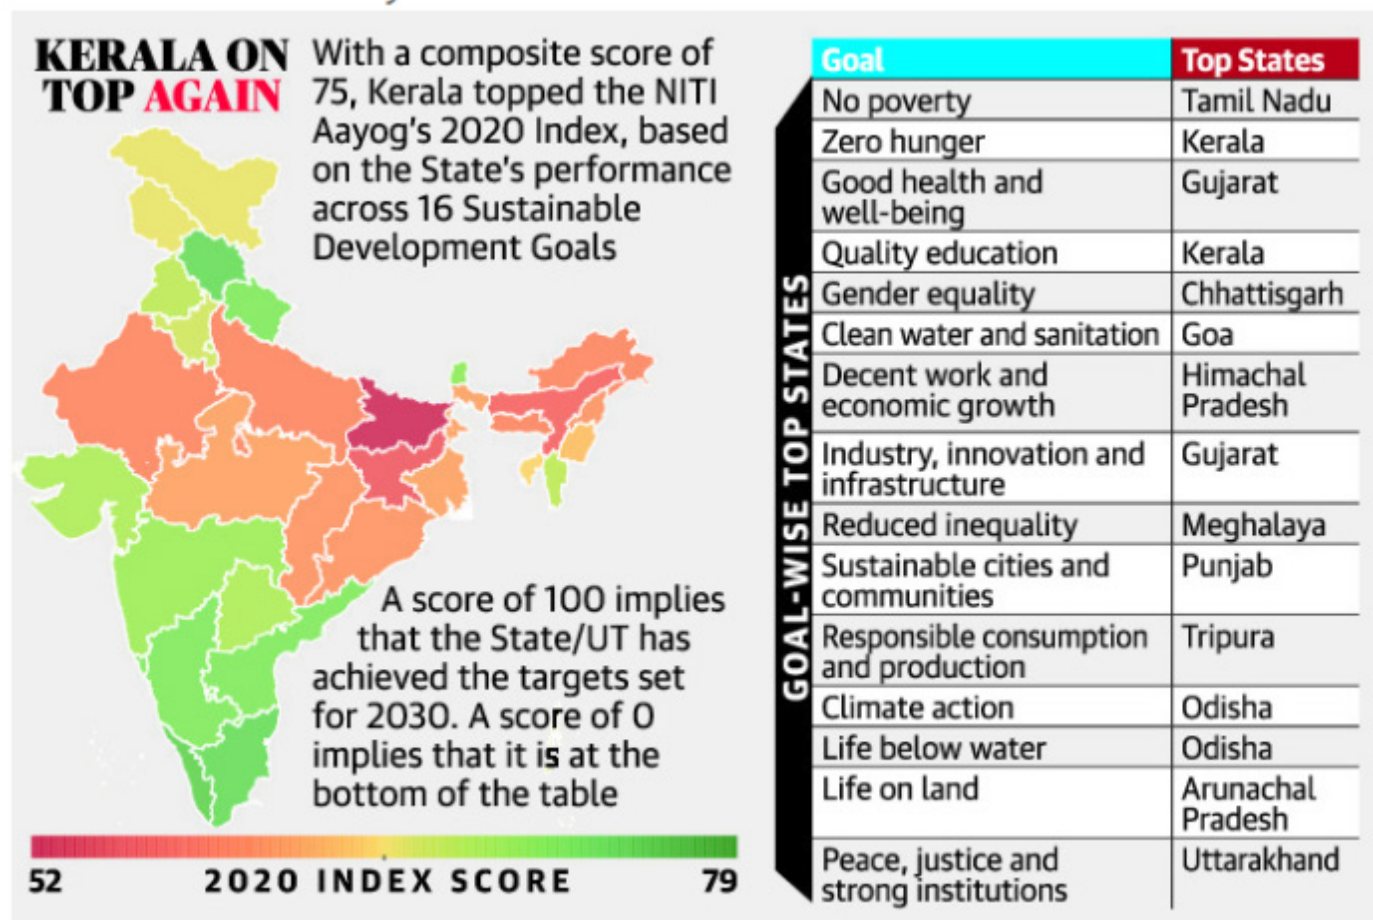 KERALA ON
TOP AGAIN
With a composite score of
75, Kerala topped the NITI
Aayog's 2020 Index, based
on the State's performance
across 16 Sustainable
Development Goals
A score of 100 implies
that the State/UT has
achieved the targets set
for 2030. A score of 0
implies that it is at the
bottom of the table
52 2020 INDEX SCORE 79
GOAL-WISE TOP STATES
Goal Top States
No poverty Tamil Nadu
Zero hunger Kerala
Good health and Gujarat
well-being
Quality education Kerala
Gender equality Chhattisgarh
Clean water and sanitation Goa
Decent work and Himachal
economic growth Pradesh
Industry, innovation and Gujarat
infrastructure
Reduced inequality Meghalaya
Sustainable cities and Punjab
communities
Responsible consumption Tripura
and production
Climate action Odisha
Life below water Odisha
Life on land Arunachal
Pradesh
Peace, justice and Uttarakhand
strong institutions